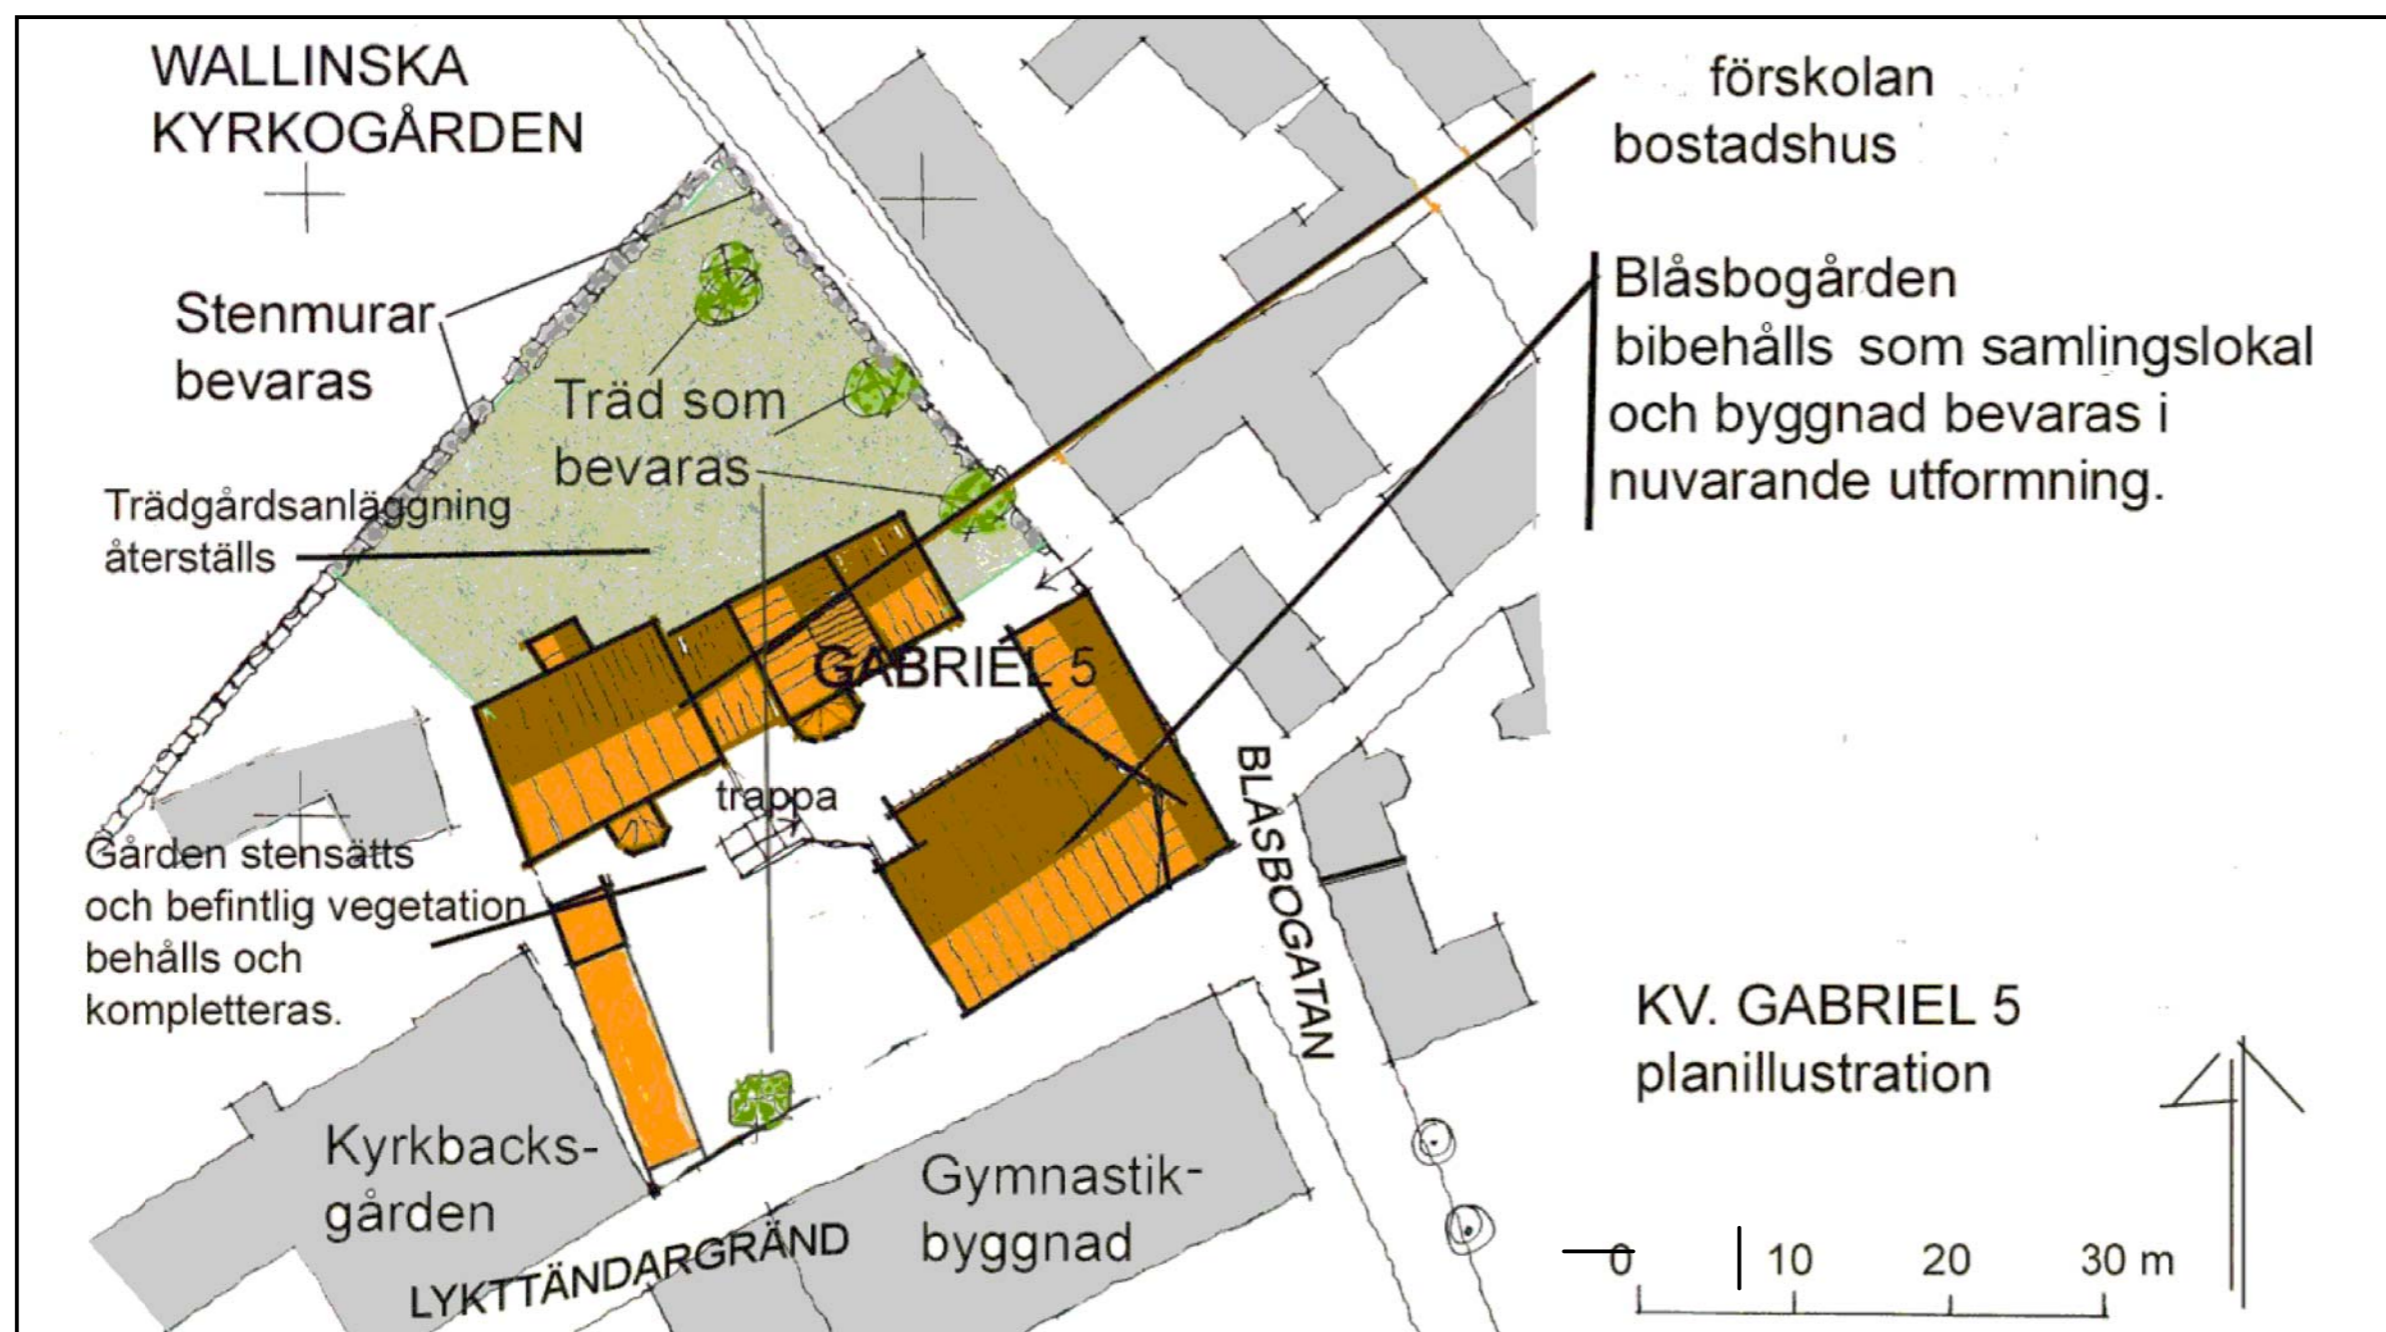 WALLINSKA
KYRKOGÅRDEN
förskolan
bostadshus
Stenmurar
bevaras
Blåsbogården
bibehålls som samlingslokal
och byggnad bevaras i
nuvarande utformning.
Träd som
bevaras
Trädgårdsanläggning
återställs
GABRIEL 5
trappa
Gården stensätts
och befintlig vegetation
behålls och
kompletteras.
BLÅSBOGATAN
KV. GABRIEL 5
planillustration
Kyrkbacks-
gården
Gymnastik-
byggnad
LYKTTÄNDARGRÄND
0 10 20 30 m